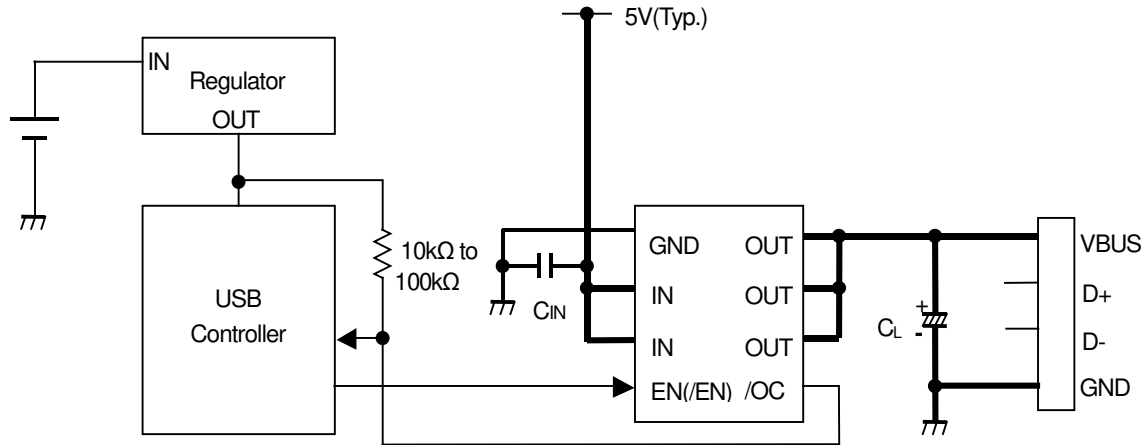 5V(Typ.)
IN
Regulator
OUT
10kΩ to
100kΩ
USB
Controller
CIN
GND
IN
IN
EN(/EN)
OUT
OUT
OUT
/OC
+
-
CL
VBUS
D+
D-
GND